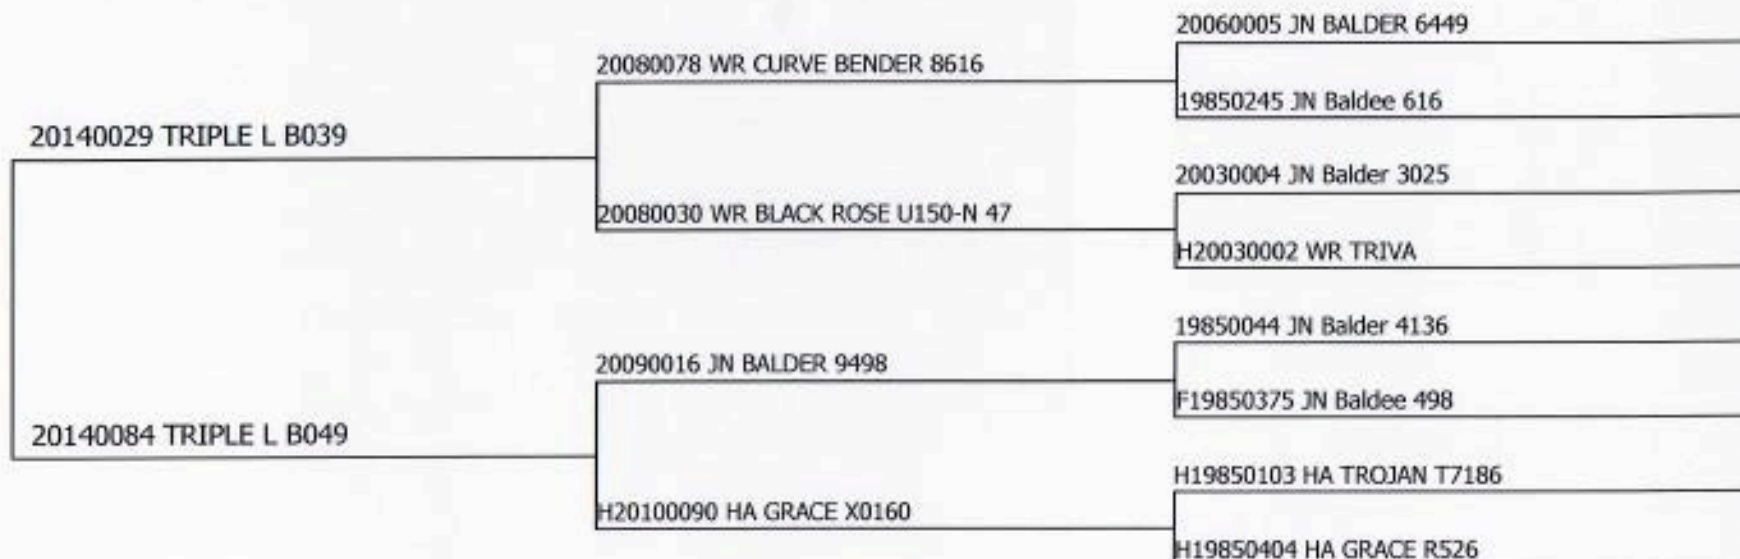 20060005 JN BALDER 6449
20080078 WR CURVE BENDER 8616
19850245 JN Baldee 616
20140029 TRIPLE L B039
20030004 JN Balder 3025
20080030 WR BLACK ROSE U150-N 47
H20030002 WR TRIVA
19850044 JN Balder 4136
20090016 JN BALDER 9498
F19850375 JN Baldee 498
20140084 TRIPLE L B049
H19850103 HA TROJAN T7186
H20100090 HA GRACE X0160
H19850404 HA GRACE R526